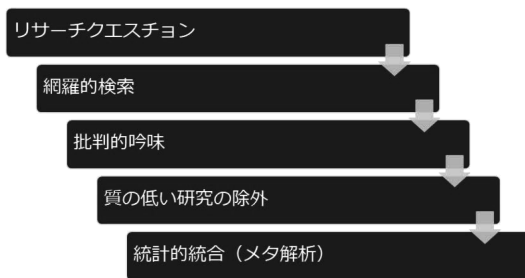 リサーチクエスチョン
網羅的検索
批判的吟味
質の低い研究の除外
統計的統合（メタ解析）